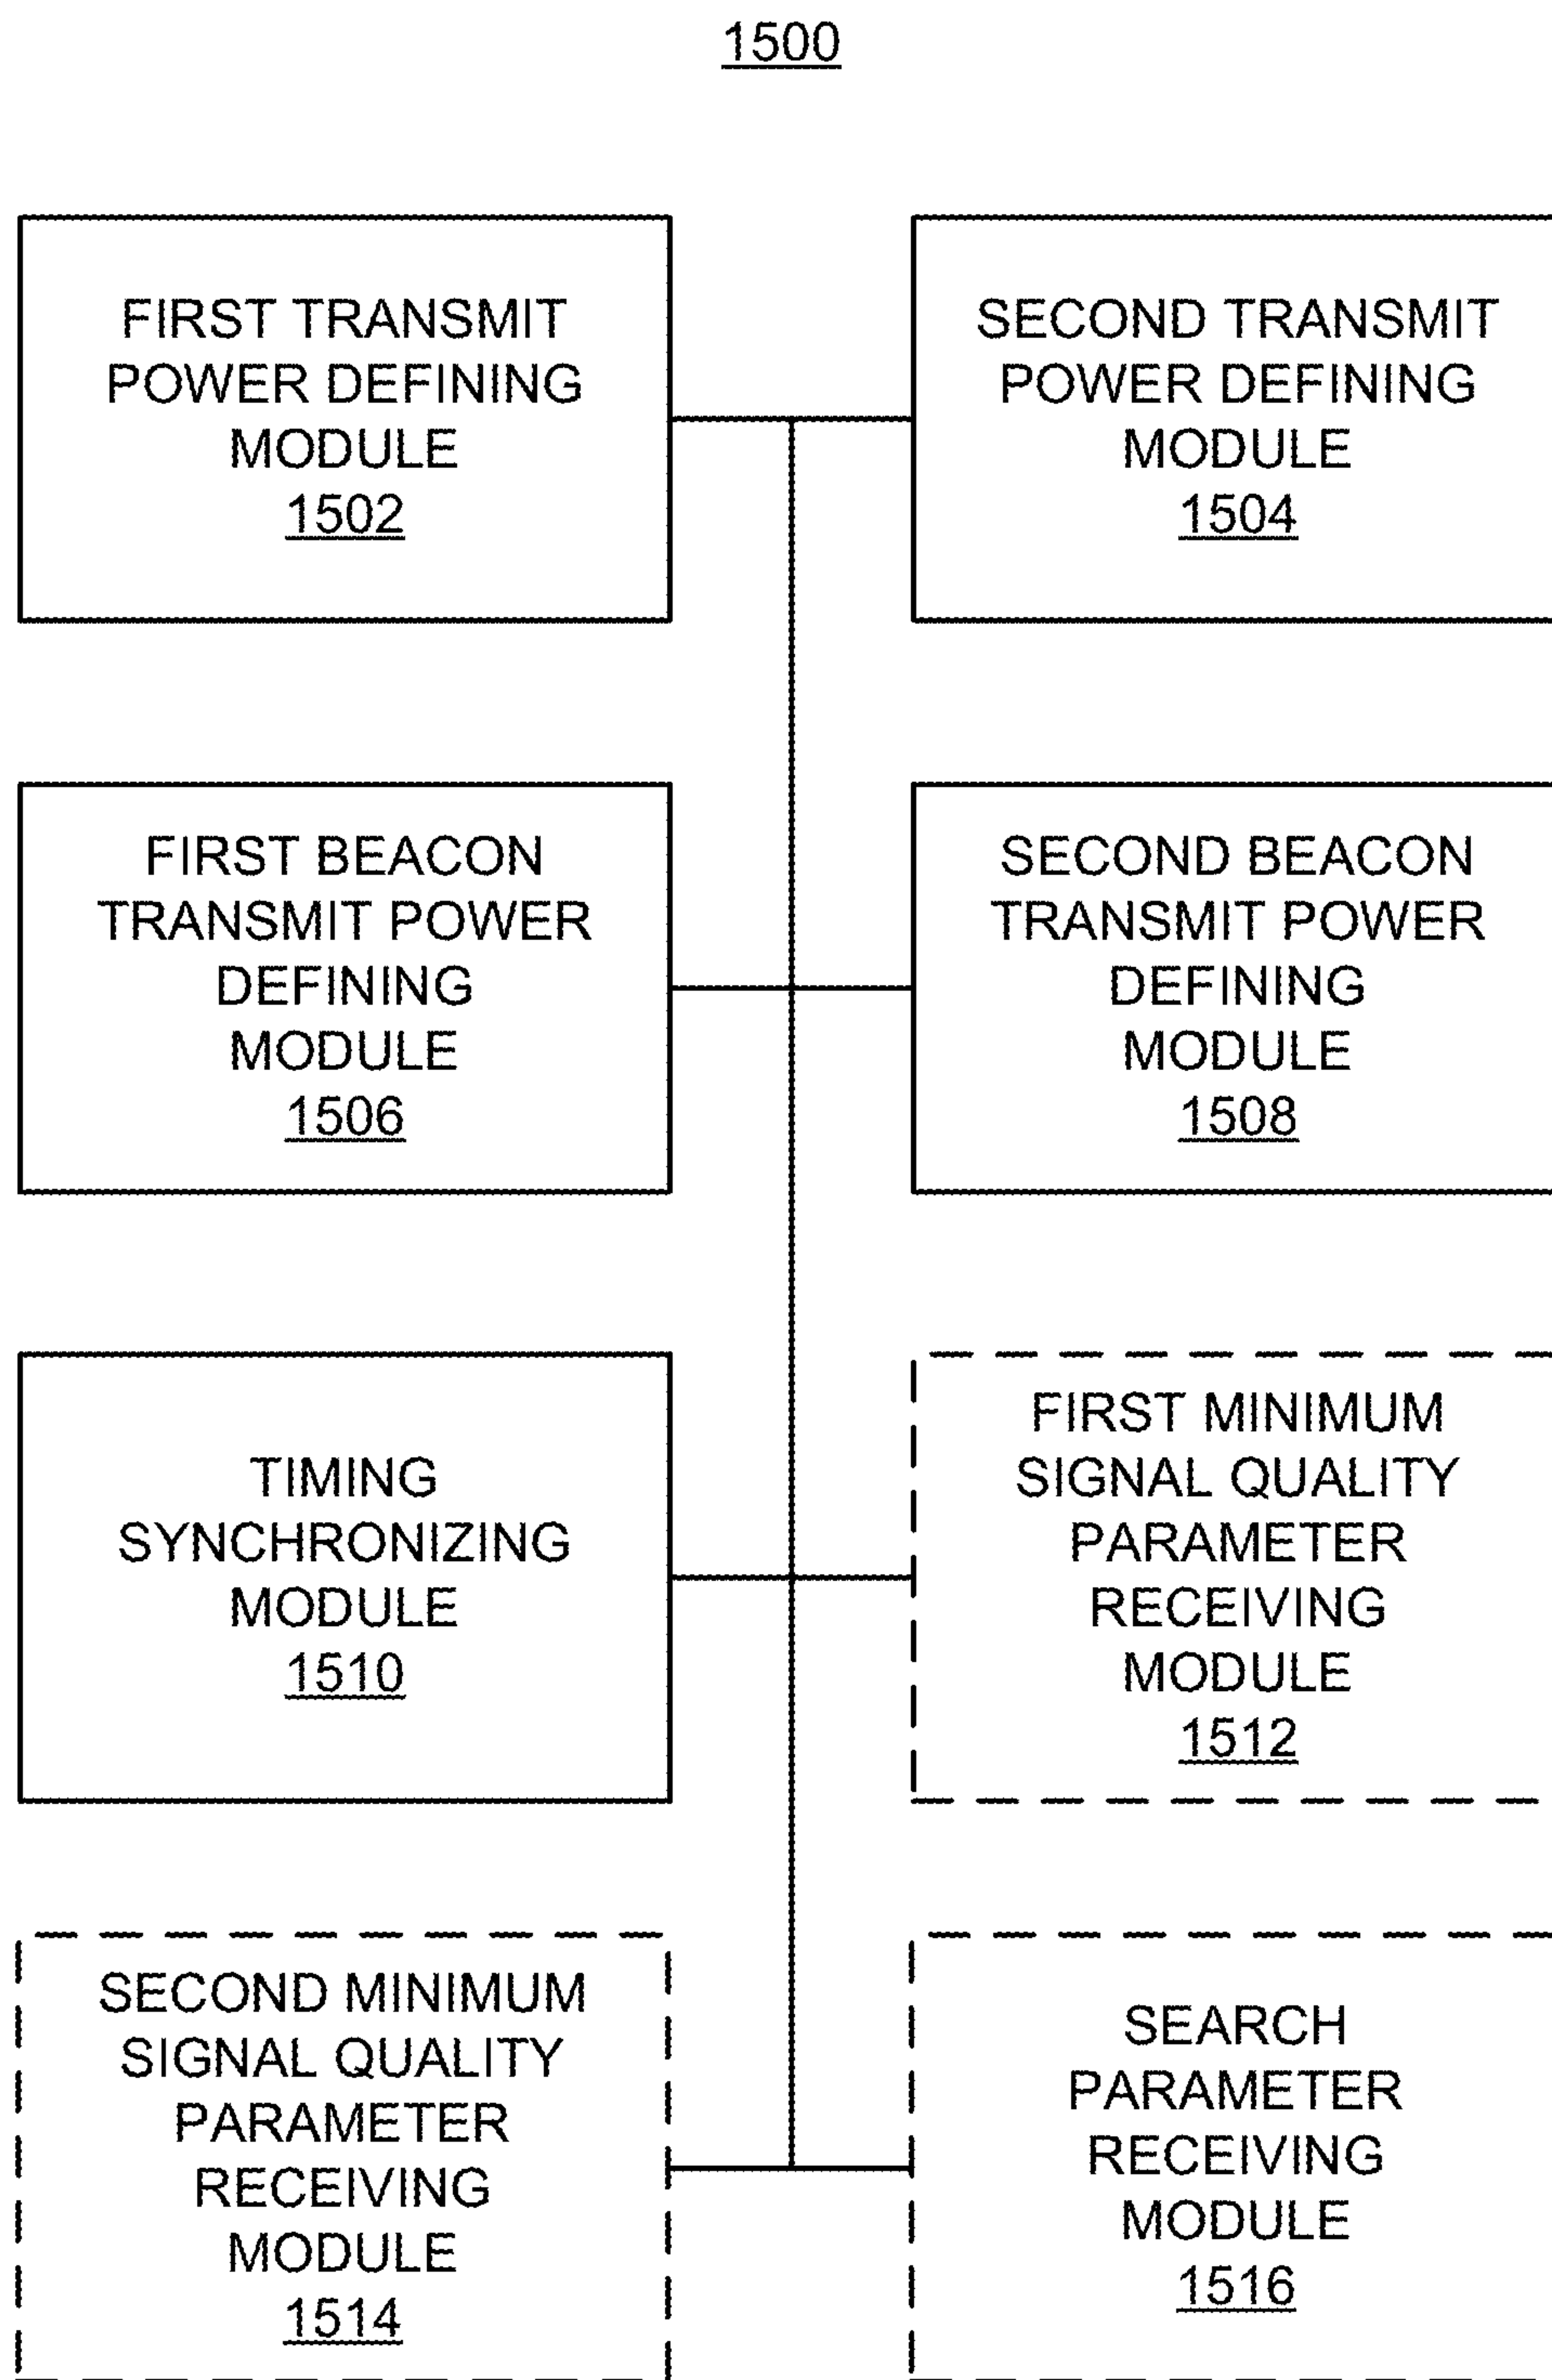 1500
FIRST TRANSMIT
POWER DEFINING
MODULE
1502
SECOND TRANSMIT
POWER DEFINING
MODULE
1504
FIRST BEACON
TRANSMIT POWER
DEFINING
MODULE
1506
SECOND BEACON
TRANSMIT POWER
DEFINING
MODULE
1508
TIMING
SYNCHRONIZING
MODULE
1510
FIRST MINIMUM
SIGNAL QUALITY
PARAMETER
RECEIVING
MODULE
1512
SECOND MINIMUM
SIGNAL QUALITY
PARAMETER
RECEIVING
MODULE
1514
SEARCH
PARAMETER
RECEIVING
MODULE
1516